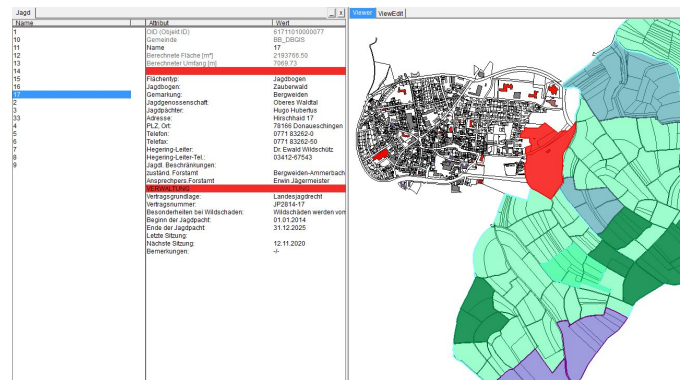 Jagd
x
Viewer ViewEdit
Name Attribut Wert
1 OID (Objekt ID) 61711010000077
10 Gemeinde BB_DBGIS
11 Name 17
12 Berechnete Fläche [m²] 2193766.50
13 Berechneter Umfang [m] 7069.73
14
15 Flächentyp: Jagdbogen
16 Jagdbogen: Zauberwald
17 Gemarkung: Bergweiden
2 Jagdgenossenschaft: Oberes Waldtal
3 Jagdpächter: Hugo Hubertus
33 Adresse: Hirschhaid 17
4 PLZ, Ort: 78166 Donaueschingen
5 Telefon: 0771 83262-0
6 Telefax: 0771 83262-50
7 Hegering-Leiter: Dr. Ewald Wildschütz
8 Hegering-Leiter-Tel.: 03412-67543
9 Jagdl. Beschränkungen:
zuständ. Forstamt Bergweiden-Ammerbach
Ansprechpers.Forstamt Erwin Jägermeister
VERWALTUNG
Vertragsgrundlage: Landesjagdrecht
Vertragsnummer: JP2814-17
Besonderheiten bei Wildschaden: Wildschäden werden von
Beginn der Jagdpacht: 01.01.2014
Ende der Jagdpacht: 31.12.2025
Letzte Sitzung:
Nächste Sitzung: 12.11.2020
Bemerkungen: -/-